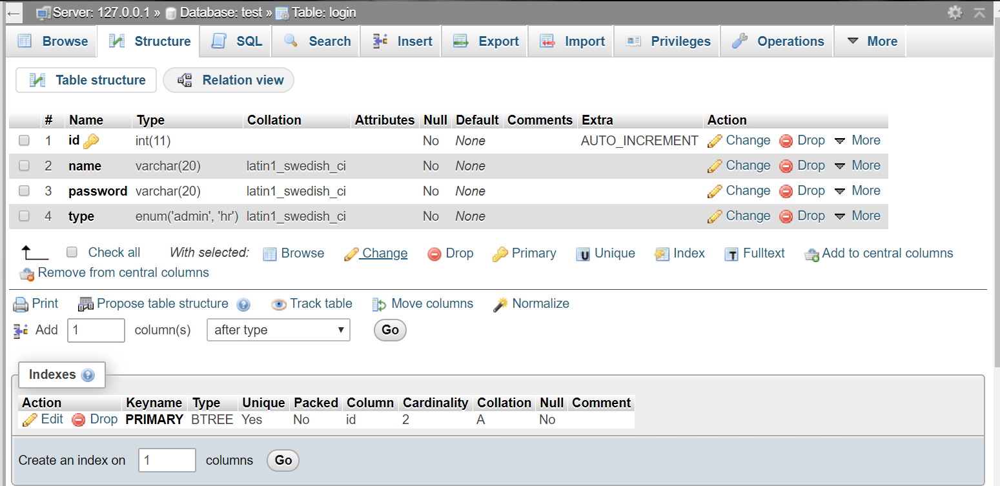 ← Server: 127.0.0.1 » Database: test » Table: login
Browse Structure SQL Search Insert Export Import Privileges Operations More
Table structure Relation view
# Name Type Collation Attributes Null Default Comments Extra Action
1 id int(11) No None AUTO_INCREMENT Change Drop More
2 name varchar(20) latin1_swedish_ci No None Change Drop More
3 password varchar(20) latin1_swedish_ci No None Change Drop More
4 type enum('admin', 'hr') latin1_swedish_ci No None Change Drop More
Check all With selected: Browse Change Drop Primary Unique Index Fulltext Add to central columns
Remove from central columns
Print Propose table structure Track table Move columns Normalize
Add 1 column(s) after type Go
Indexes
Action Keyname Type Unique Packed Column Cardinality Collation Null Comment
Edit Drop PRIMARY BTREE Yes No id 2 A No
Create an index on 1 columns Go